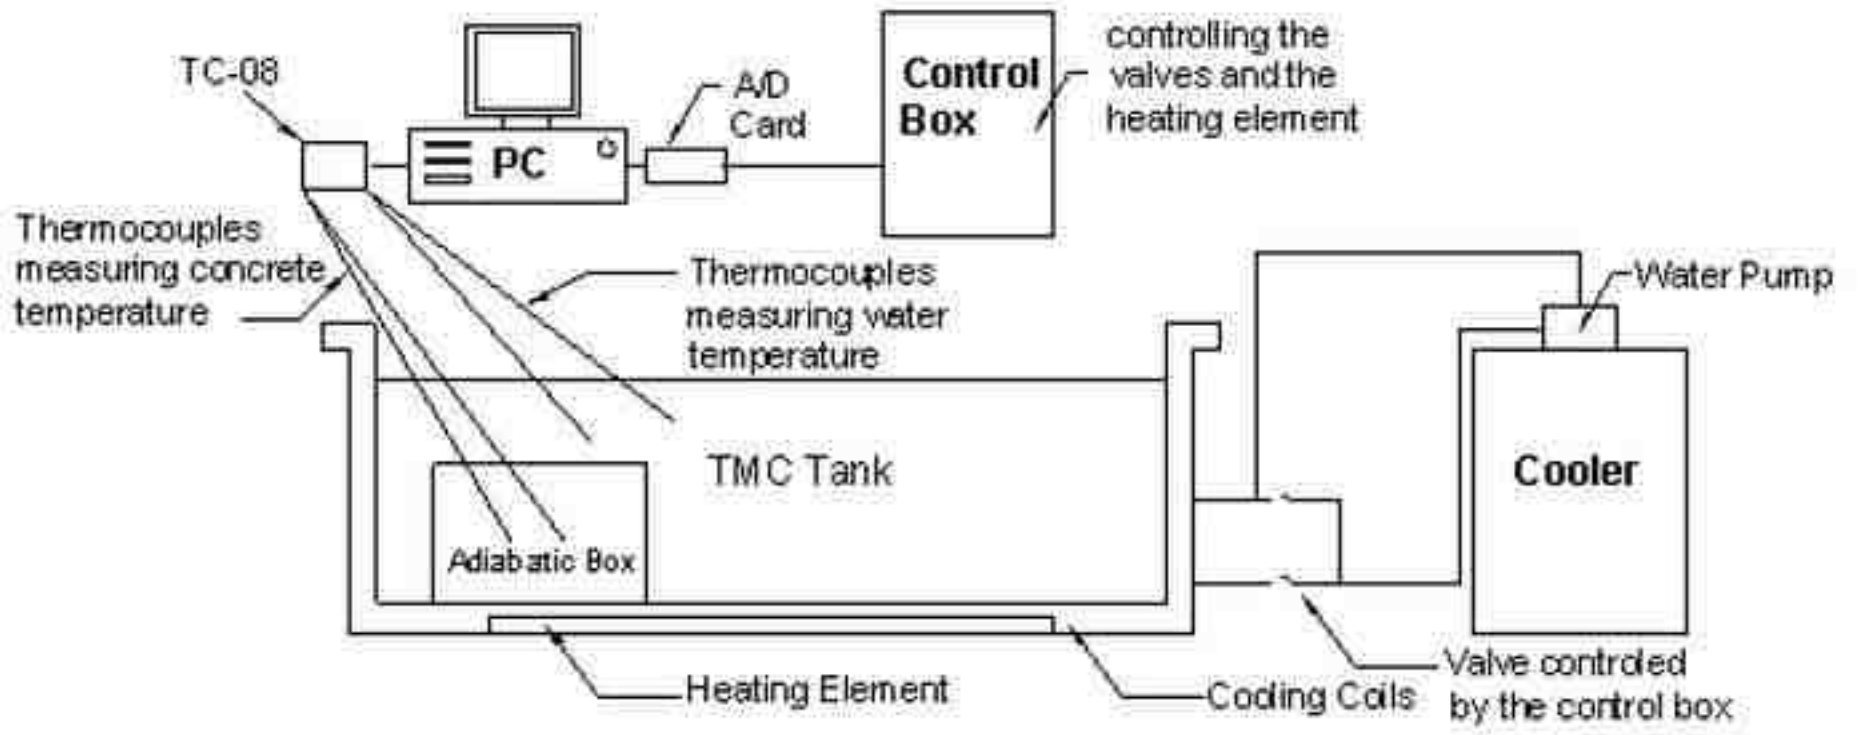 TC-08
PC
A/D
Card
Control
Box
controlling the
valves and the
heating element
Thermocouples
measuring concrete
temperature
Thermocouples
measuring water
temperature
Water Pump
TMC Tank
Cooler
Adiabatic Box
Heating Element
Cooling Coils
Valve controled
by the control box